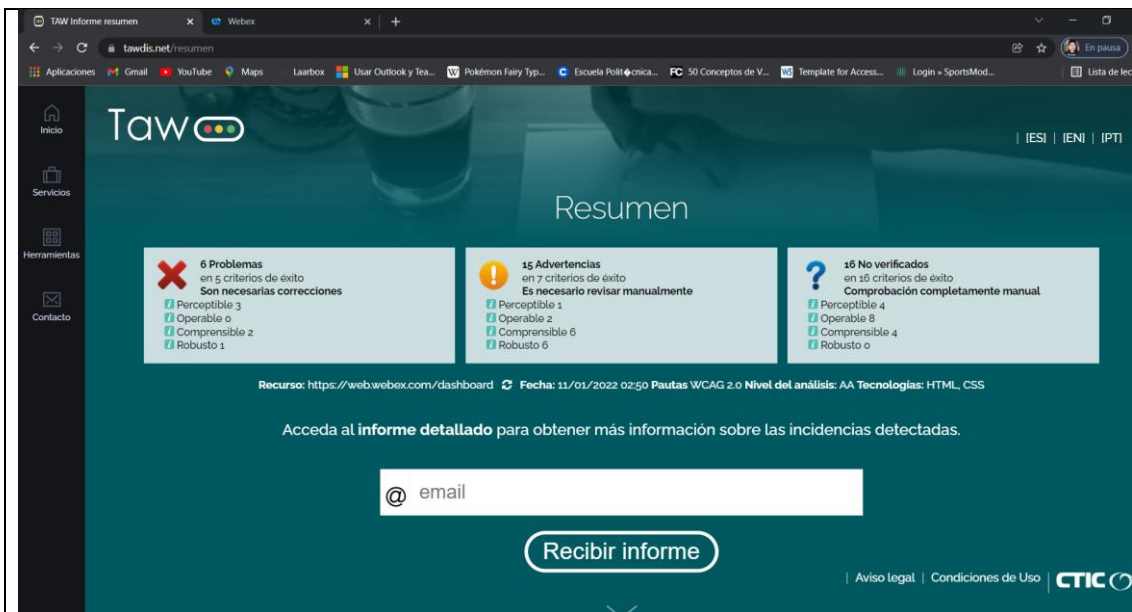 TAW Informe resumen
Webex
tawdis.net/resumen
En pausa
Aplicaciones Gmail YouTube Maps Laarbox Usar Outlook y Tea... Pokémon Fairy Typ... Escuela Polit�cnica... FC 50 Conceptos de V... Template for Access... Login » SportsMod... Lista de lec
Inicio
Servicios
Herramientas
Contacto
Taw
| [ES] | [EN] | [PT]
Resumen
6 Problemas
en 5 criterios de éxito
Son necesarias correcciones
Perceptible 3
Operable 0
Comprensible 2
Robusto 1
15 Advertencias
en 7 criterios de éxito
Es necesario revisar manualmente
Perceptible 1
Operable 2
Comprensible 6
Robusto 6
16 No verificados
en 16 criterios de éxito
Comprobación completamente manual
Perceptible 4
Operable 8
Comprensible 4
Robusto 0
Recurso: https://web.webex.com/dashboard Fecha: 11/01/2022 02:50 Pautas WCAG 2.0 Nivel del análisis: AA Tecnologías: HTML, CSS
Acceda al informe detallado para obtener más información sobre las incidencias detectadas.
@ email
Recibir informe
| Aviso legal | Condiciones de Uso | CTIC